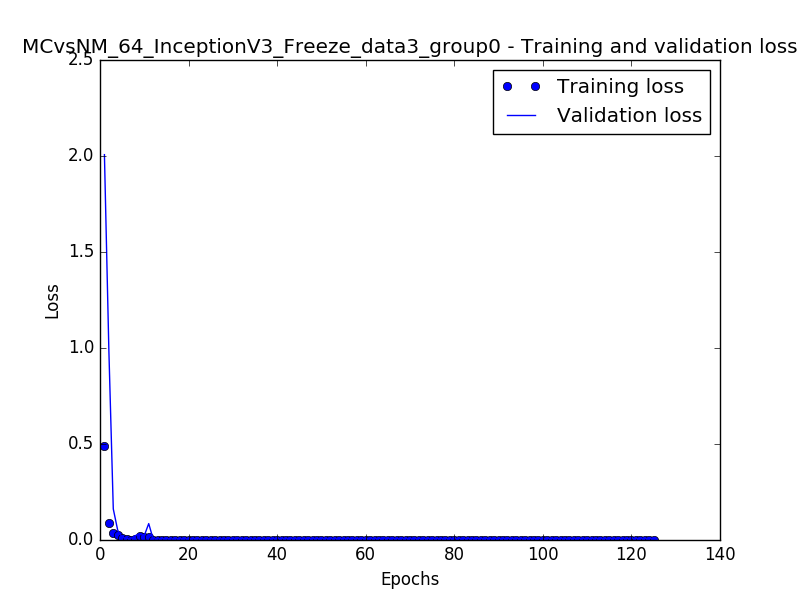 MCvsNM_64_InceptionV3_Freeze_data3_group0 - Training and validation loss
2.5
2.0
1.5
1.0
0.5
0.0
Loss
Training loss
Validation loss
0 20 40 60 80 100 120 140
Epochs